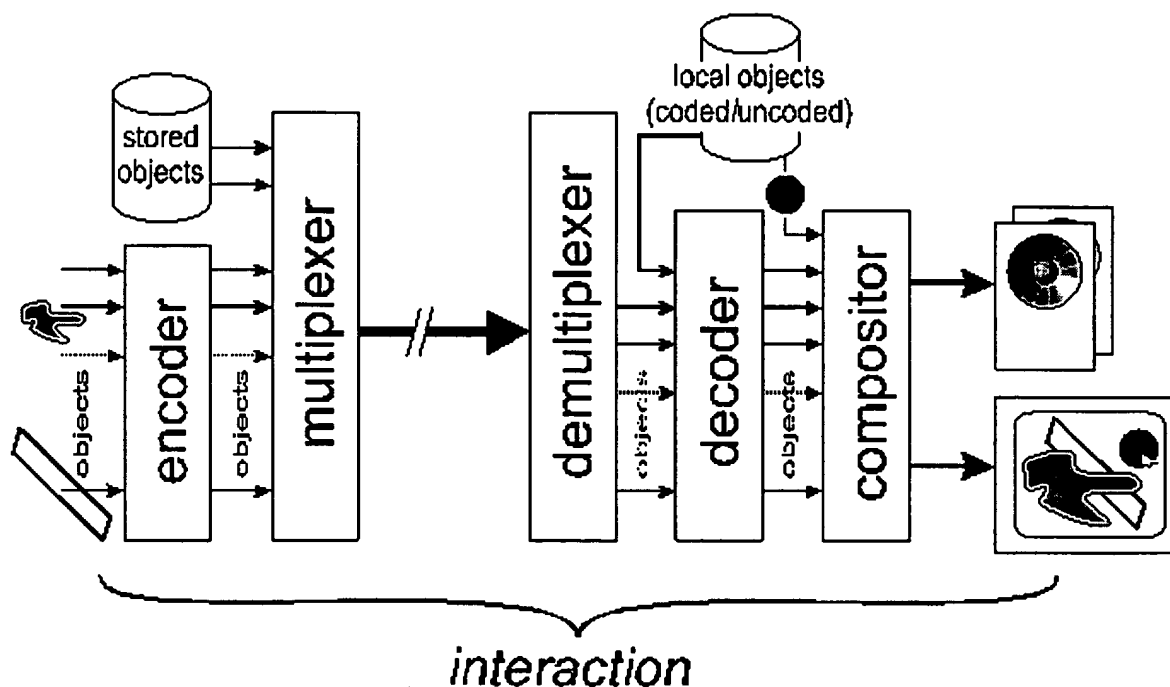 local objects
(coded/uncoded)
stored
objects
objects
encoder
objects
multiplexer
demultiplexer
objects
decoder
objects
compositor
interaction